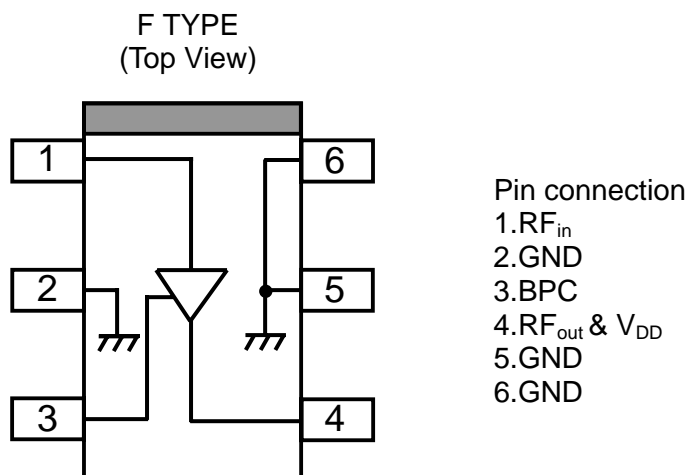 F TYPE
(Top View)
1
6
2
5
3
4
Pin connection
1.RFin
2.GND
3.BPC
4.RFout & VDD
5.GND
6.GND